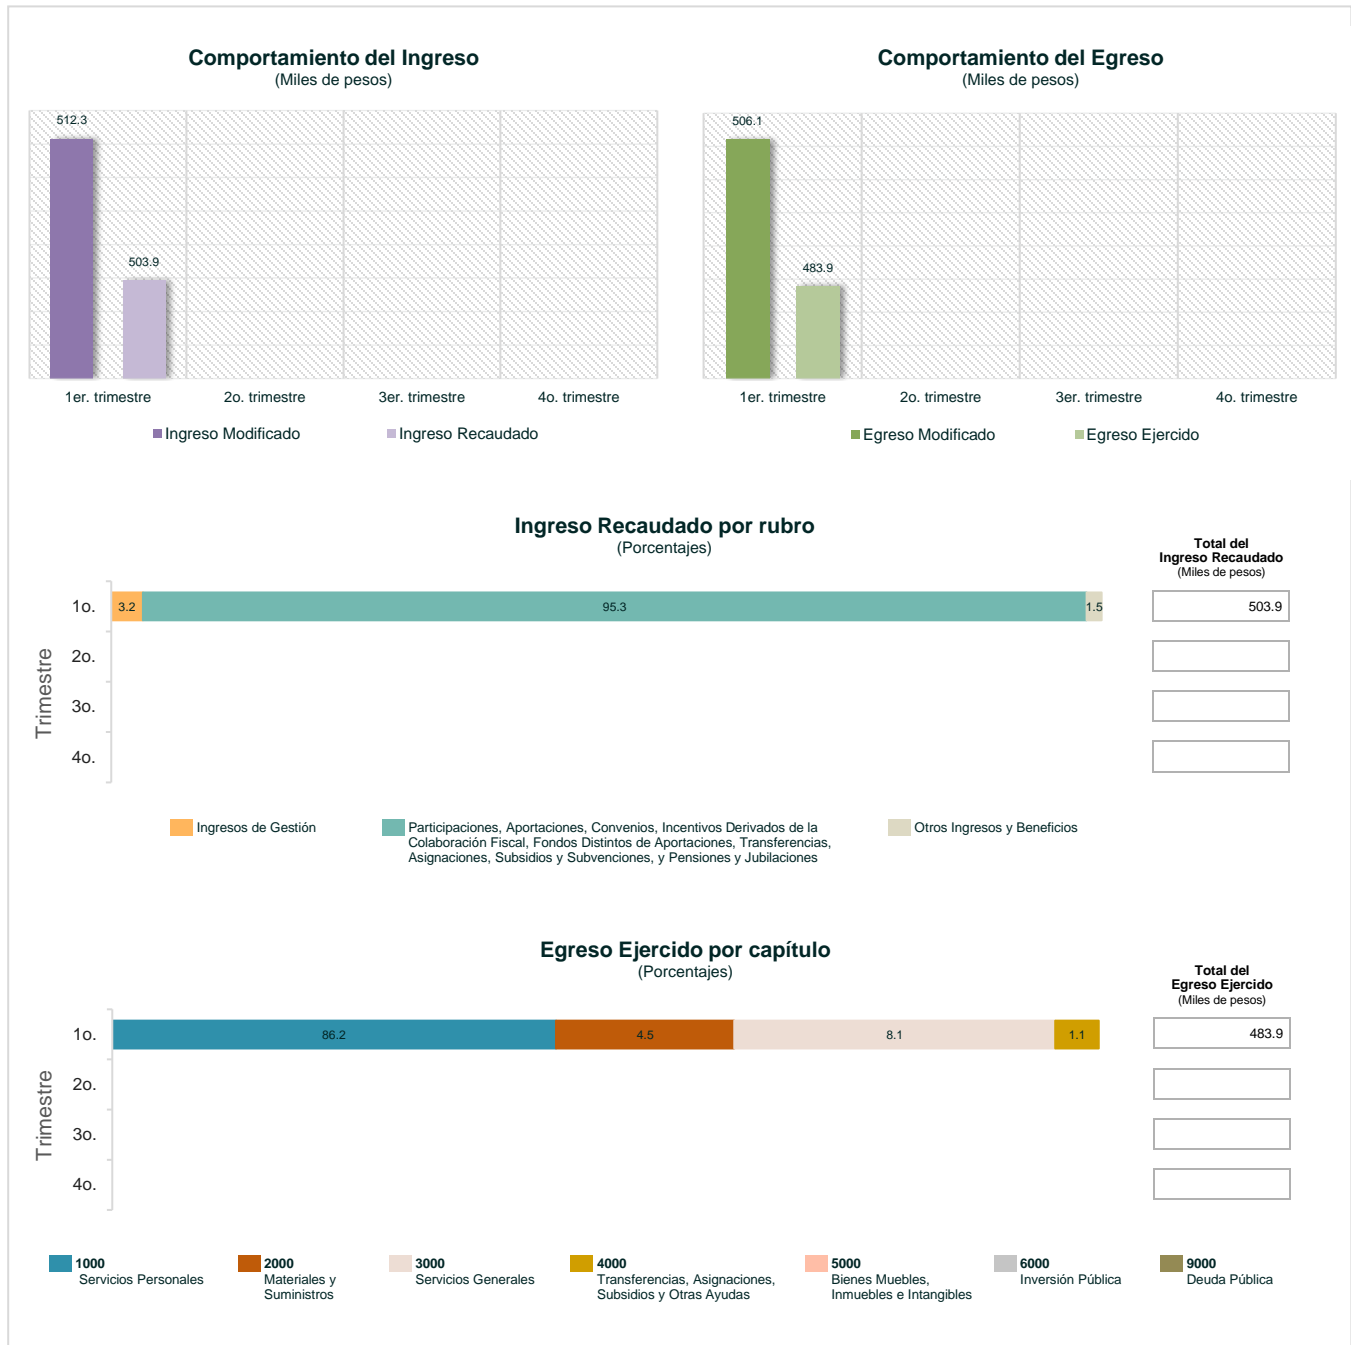 Comportamiento del Ingreso
(Miles de pesos)
512.3
503.9
1er. trimestre
2o. trimestre
3er. trimestre
4o. trimestre
Ingreso Modificado
Ingreso Recaudado
Comportamiento del Egreso
(Miles de pesos)
506.1
483.9
1er. trimestre
2o. trimestre
3er. trimestre
4o. trimestre
Egreso Modificado
Egreso Ejercido
Ingreso Recaudado por rubro
(Porcentajes)
Total del
Ingreso Recaudado
(Miles de pesos)
Trimestre
1o.
3.2
95.3
1.5
503.9
2o.
3o.
4o.
Ingresos de Gestión
Participaciones, Aportaciones, Convenios, Incentivos Derivados de la
Colaboración Fiscal, Fondos Distintos de Aportaciones, Transferencias,
Asignaciones, Subsidios y Subvenciones, y Pensiones y Jubilaciones
Otros Ingresos y Beneficios
Egreso Ejercido por capítulo
(Porcentajes)
Total del
Egreso Ejercido
(Miles de pesos)
Trimestre
1o.
86.2
4.5
8.1
1.1
483.9
2o.
3o.
4o.
1000
Servicios Personales
2000
Materiales y
Suministros
3000
Servicios Generales
4000
Transferencias, Asignaciones,
Subsidios y Otras Ayudas
5000
Bienes Muebles,
Inmuebles e Intangibles
6000
Inversión Pública
9000
Deuda Pública